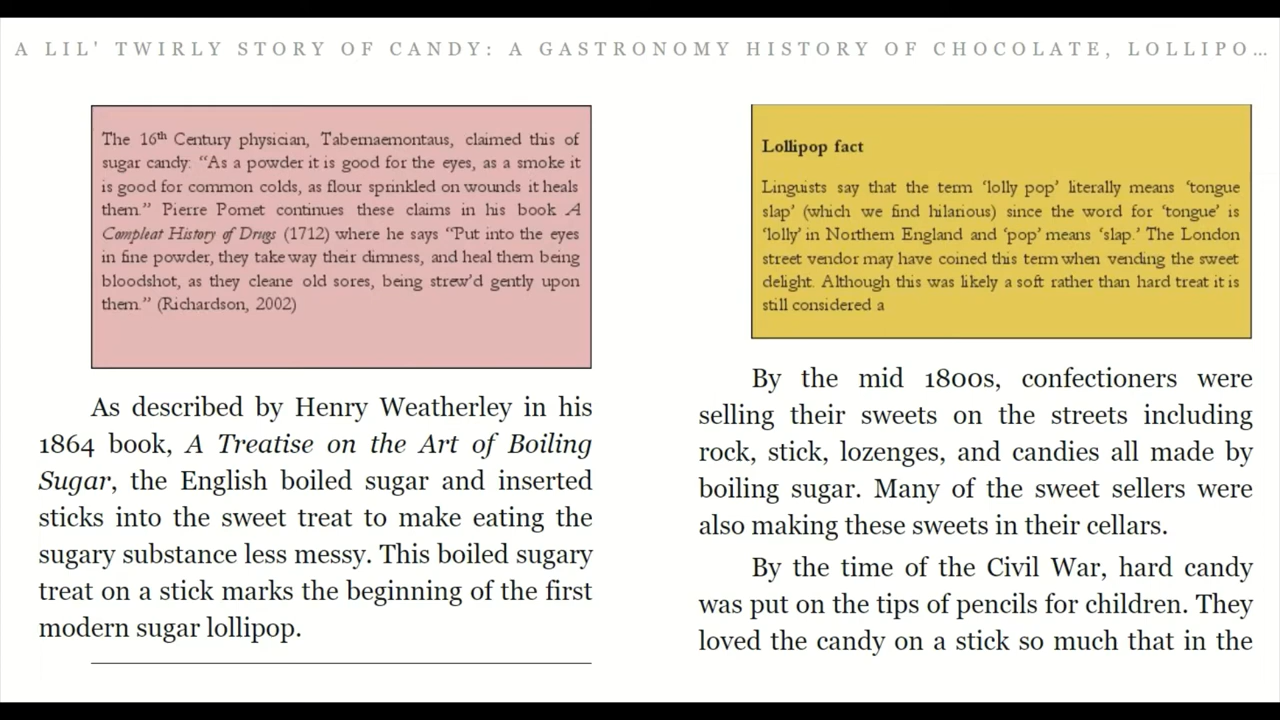 A LIL' TWIRLY STORY OF CANDY: A GASTRONOMY HISTORY OF CHOCOLATE, LOLLIPO…
The 16th Century physician, Tabernaemontaus, claimed this of
sugar candy: “As a powder it is good for the eyes, as a smoke it
is good for common colds, as flour sprinkled on wounds it heals
them.” Pierre Pomet continues these claims in his book A
Compleat History of Drugs (1712) where he says “Put into the eyes
in fine powder, they take way their dimness, and heal them being
bloodshot, as they cleane old sores, being strew’d gently upon
them.” (Richardson, 2002)
As described by Henry Weatherley in his
1864 book, A Treatise on the Art of Boiling
Sugar, the English boiled sugar and inserted
sticks into the sweet treat to make eating the
sugary substance less messy. This boiled sugary
treat on a stick marks the beginning of the first
modern sugar lollipop.
Lollipop fact
Linguists say that the term ‘lolly pop’ literally means ‘tongue
slap’ (which we find hilarious) since the word for ‘tongue’ is
‘lolly’ in Northern England and ‘pop’ means ‘slap.’ The London
street vendor may have coined this term when vending the sweet
delight. Although this was likely a soft rather than hard treat it is
still considered a
By the mid 1800s, confectioners were
selling their sweets on the streets including
rock, stick, lozenges, and candies all made by
boiling sugar. Many of the sweet sellers were
also making these sweets in their cellars.
By the time of the Civil War, hard candy
was put on the tips of pencils for children. They
loved the candy on a stick so much that in the